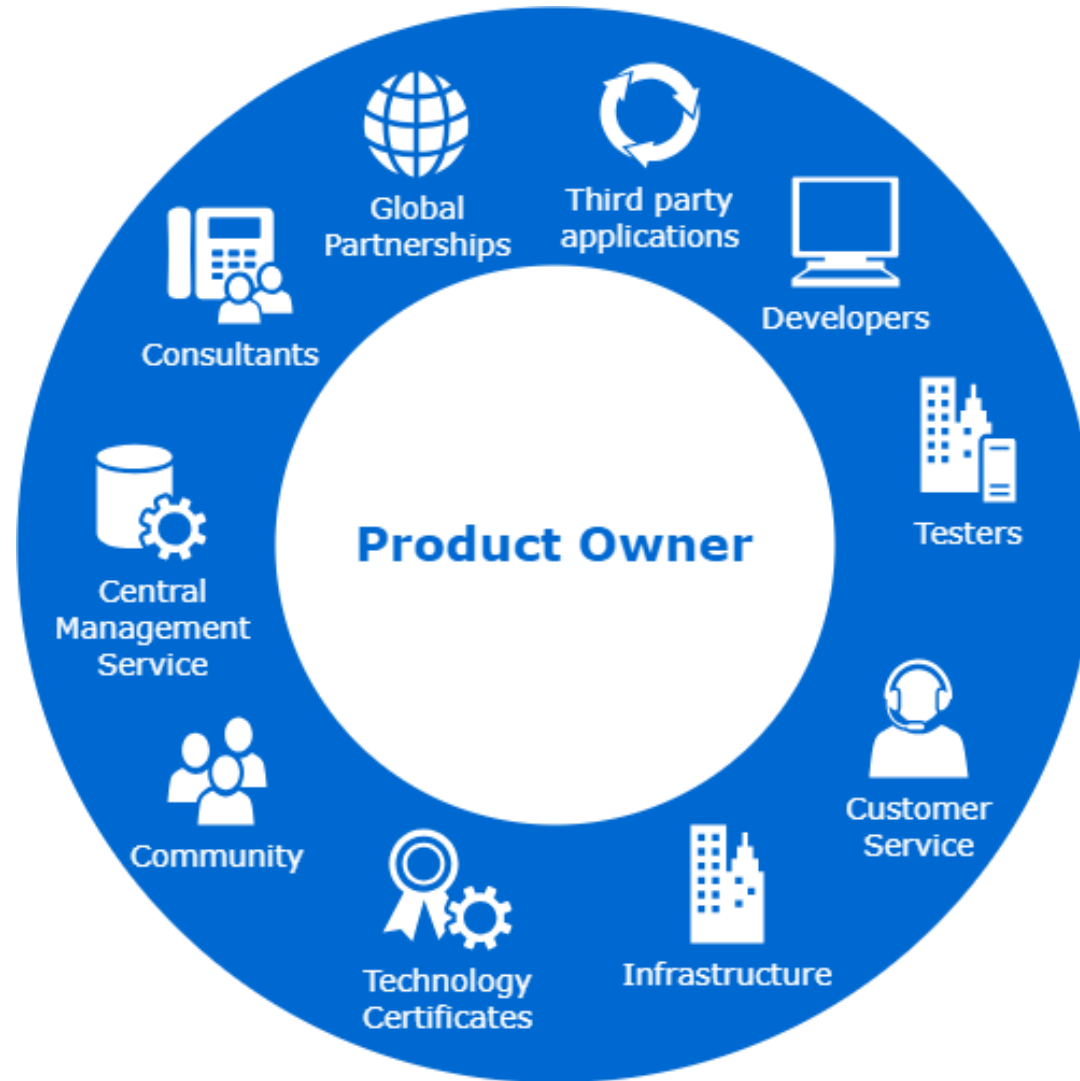 Global
Partnerships
Third party
applications
Developers
Consultants
Testers
Product Owner
Central
Management
Service
Customer
Service
Community
Infrastructure
Technology
Certificates